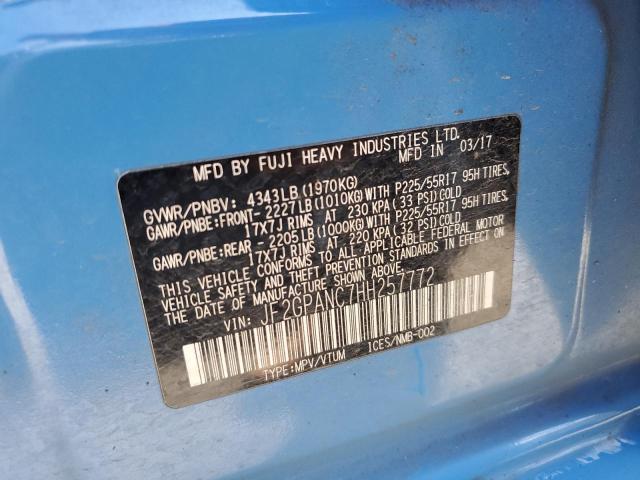 MFD BY FUJI HEAVY INDUSTRIES LTD.
MFD IN 03/17
GVWR/PNBV: 4343LB(1970KG)
GAWR/PNBE:FRONT-2227LB(1010KG)WITH P225/55R17 95H TIRES,
17X7J RIMS AT 230 KPA (33 PSI)COLD
GAWR/PNBE:REAR -2205LB(1000KG)WITH P225/55R17 95H TIRES,
17X7J RIMS AT 220 KPA (32 PSI)COLD
THIS VEHICLE CONFORMS TO ALL APPLICABLE FEDERAL MOTOR
VEHICLE SAFETY AND THEFT PREVENTION STANDARDS IN EFFECT
ON THE DATE OF MANUFACTURE SHOWN ABOVE.
VIN: JF2GPANC7HH257772
TYPE:MPV/VTUM ICES/NMB-002